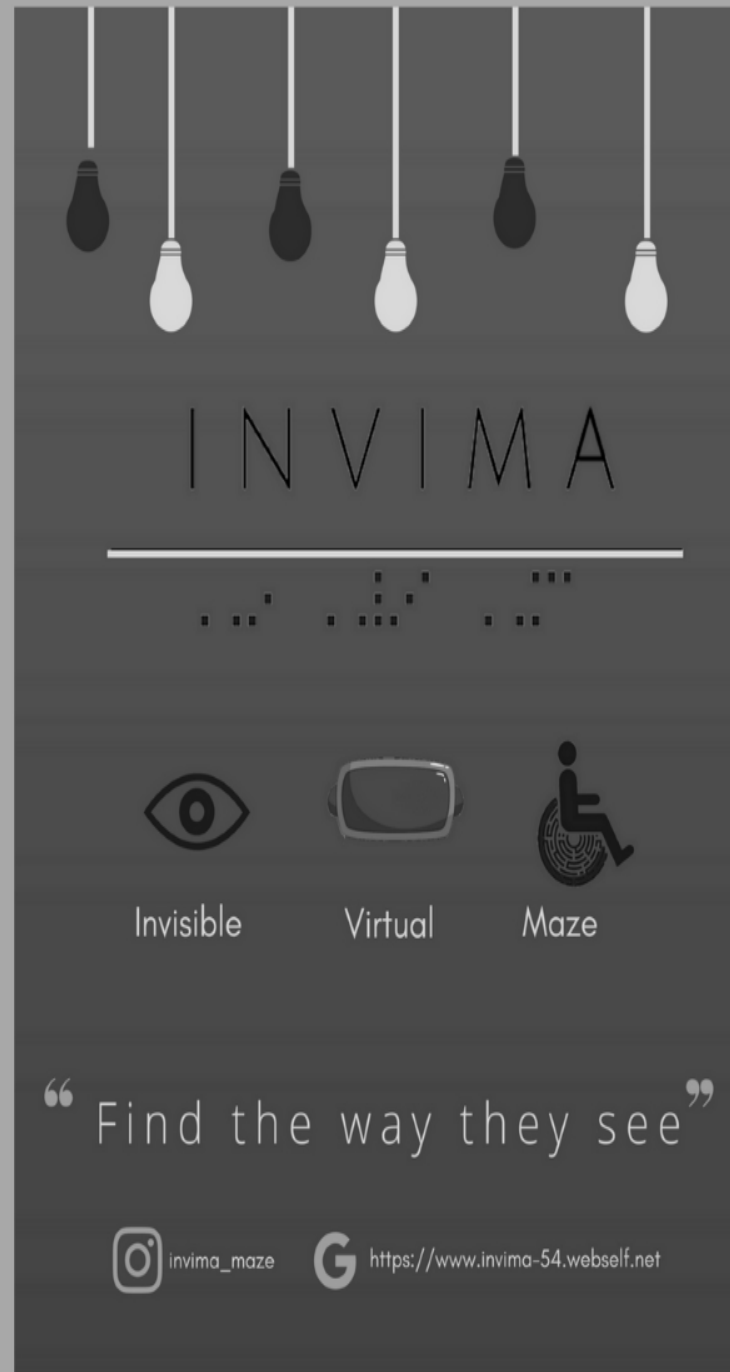 INVIMA
Invisible Virtual Maze
“ Find the way they see ”
invima_maze https://www.invima-54.webself.net